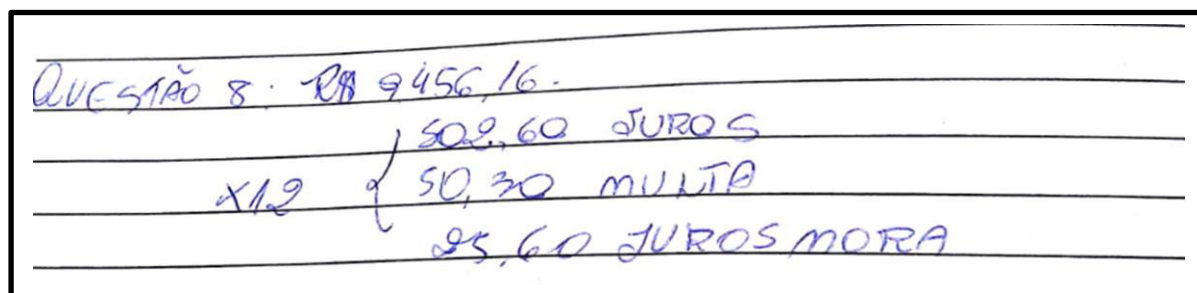 QUESTÃO 8: R$ 9456,16.
502,60 JUROS
x12 { 50,30 MULTA
25,60 JUROS MORA